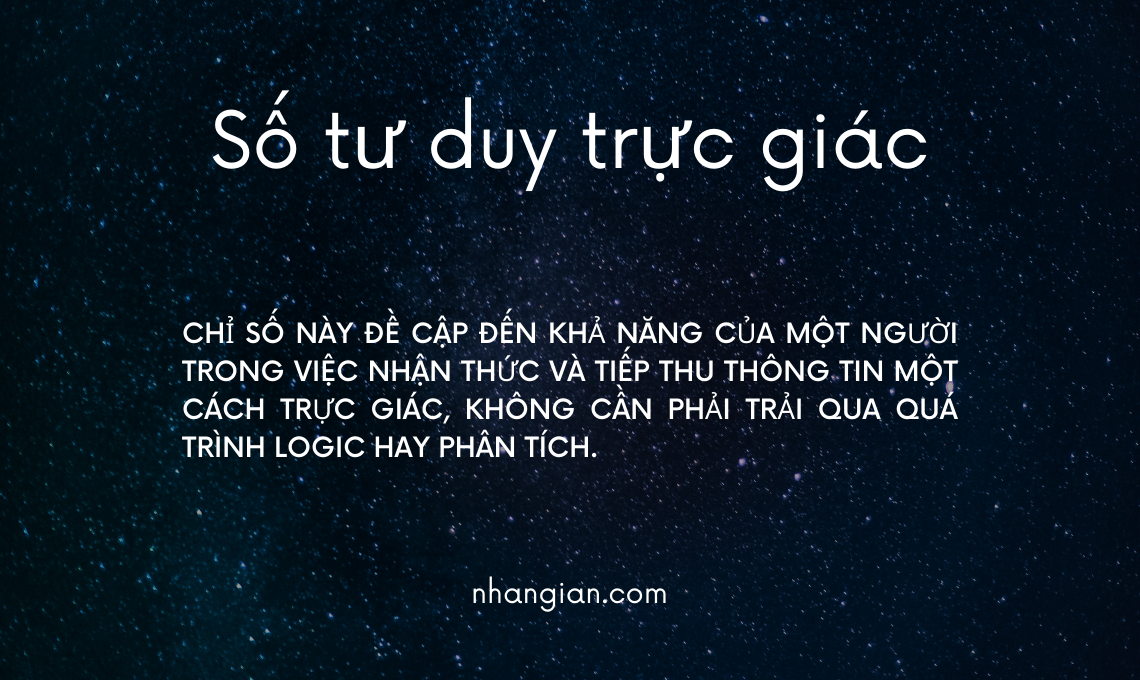 Số tư duy trực giác
CHỈ SỐ NÀY ĐỀ CẬP ĐẾN KHẢ NĂNG CỦA MỘT NGƯỜI
TRONG VIỆC NHẬN THỨC VÀ TIẾP THU THÔNG TIN MỘT
CÁCH TRỰC GIÁC, KHÔNG CẦN PHẢI TRẢI QUA QUÁ
TRÌNH LOGIC HAY PHÂN TÍCH.
nhangian.com